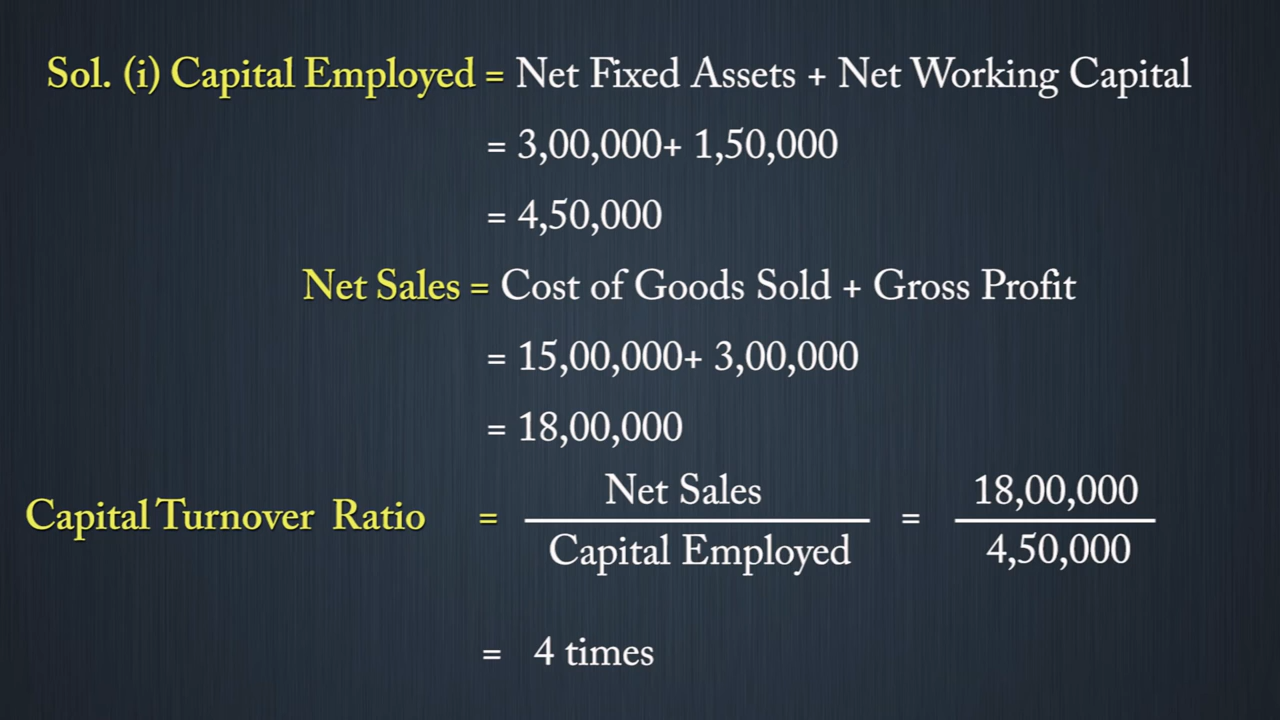 Sol. (i) Capital Employed = Net Fixed Assets + Net Working Capital
= 3,00,000+ 1,50,000
= 4,50,000
Net Sales = Cost of Goods Sold + Gross Profit
= 15,00,000+ 3,00,000
= 18,00,000
Net Sales 18,00,000
Capital Turnover Ratio = =
Capital Employed 4,50,000
= 4 times